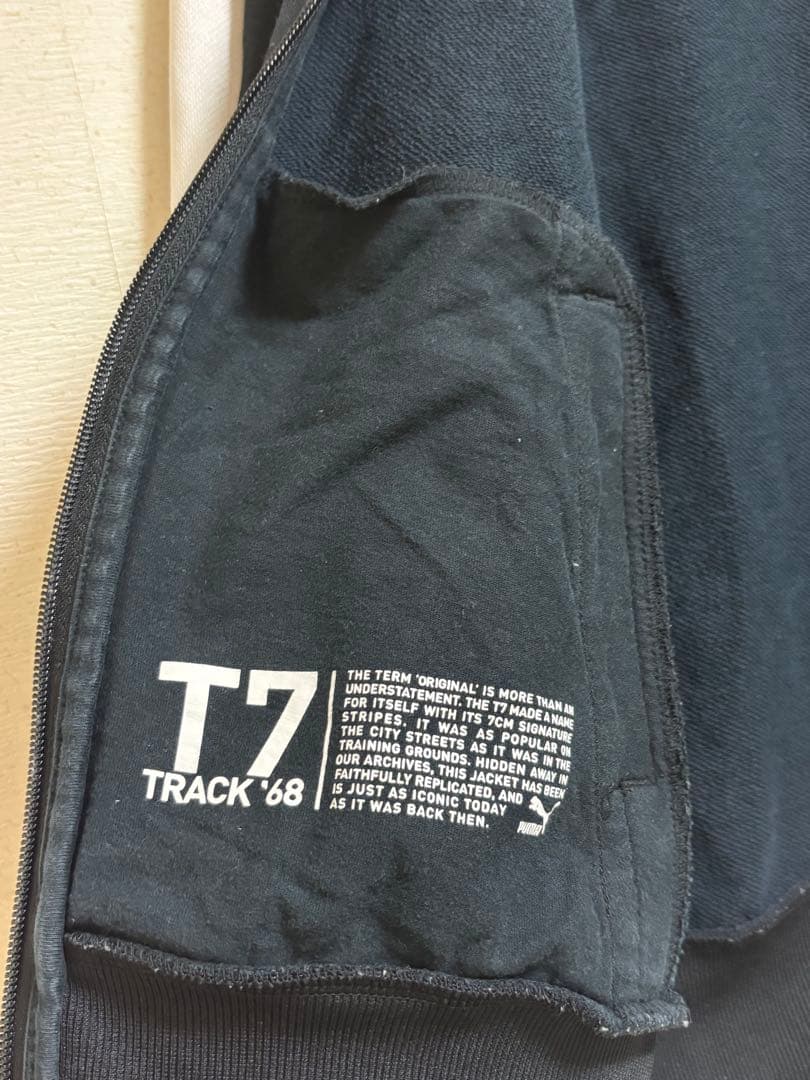 T7
TRACK '68
THE TERM 'ORIGINAL' IS MORE THAN AN
UNDERSTATEMENT. THE T7 MADE A NAME
FOR ITSELF WITH ITS 7CM SIGNATURE
STRIPES. IT WAS AS POPULAR ON
THE CITY STREETS AS IT WAS IN THE
TRAINING GROUNDS. HIDDEN AWAY IN
OUR ARCHIVES, THIS JACKET HAS BEEN
FAITHFULLY REPLICATED, AND
IS JUST AS ICONIC TODAY
AS IT WAS BACK THEN.
PUMA